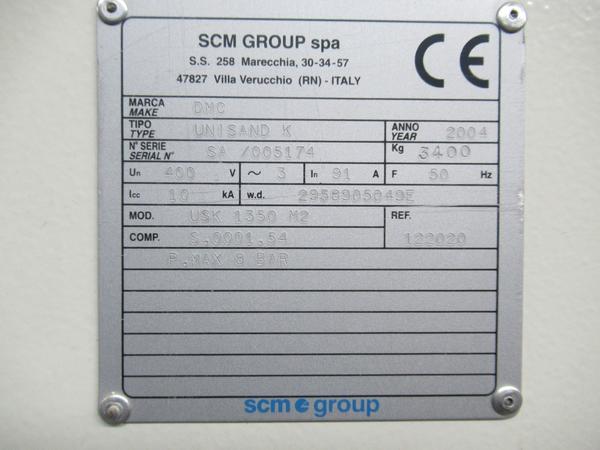 SCM GROUP spa
S.S. 258 Marecchia, 30-34-57
47827 Villa Verucchio (RN) - ITALY
CE
MARCA
MAKE DMC
TIPO
TYPE UNISAND K ANNO
YEAR 2004
N° SERIE
SERIAL N° SA /005174 Kg 3400
Un 400 V ~ 3 In 91 A F 50 Hz
Icc 10 kA w.d. 2958905049E
MOD. USK 1350 M2 REF.
COMP. S.0001.54 122020
P.MAX 8 BAR
scm group